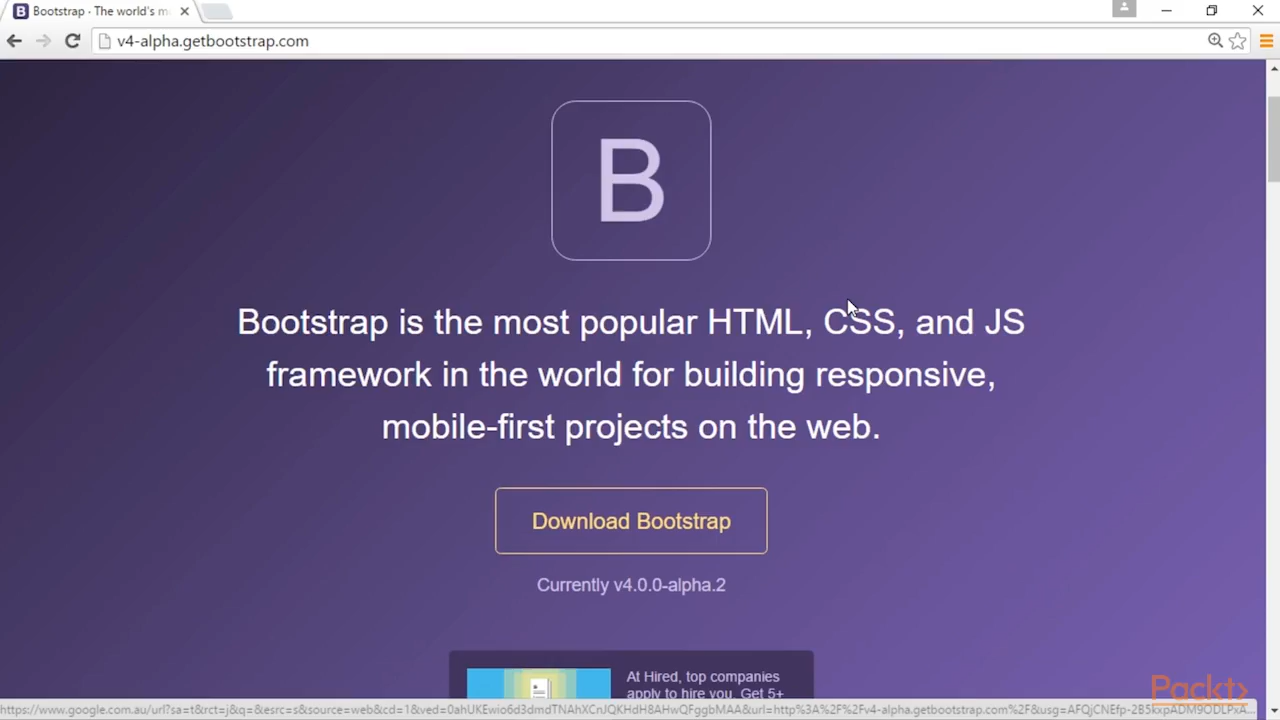 Bootstrap · The world's m
v4-alpha.getbootstrap.com
B
Bootstrap is the most popular HTML, CSS, and JS
framework in the world for building responsive,
mobile-first projects on the web.
Download Bootstrap
Currently v4.0.0-alpha.2
At Hired, top companies
apply to hire you. Get 5+
Packt>